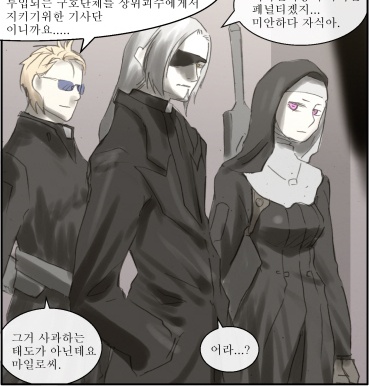 투입되는 구호단체를 상위괴수에게서
지키기위한 기사단
이니까요.....
페널티겠지...
미안하다 자식아.
그거 사과하는
태도가 아닌데요
마일로씨.
어라...?